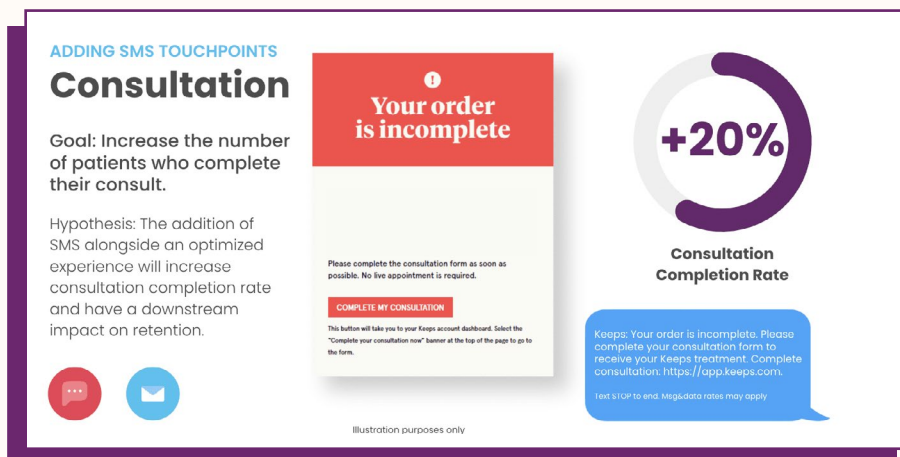 ADDING SMS TOUCHPOINTS
Consultation
Goal: Increase the number
of patients who complete
their consult.
Hypothesis: The addition of
SMS alongside an optimized
experience will increase
consultation completion rate
and have a downstream
impact on retention.
!
Your order
is incomplete
Please complete the consultation form as soon as
possible. No live appointment is required.
COMPLETE MY CONSULTATION
This button will take you to your Keeps account dashboard. Select the
"Complete your consultation now" banner at the top of the page to go to
the form.
Illustration purposes only
+20%
Consultation
Completion Rate
Keeps: Your order is incomplete. Please
complete your consultation form to
receive your Keeps treatment. Complete
consultation: https://app.keeps.com.
Text STOP to end. Msg&data rates may apply